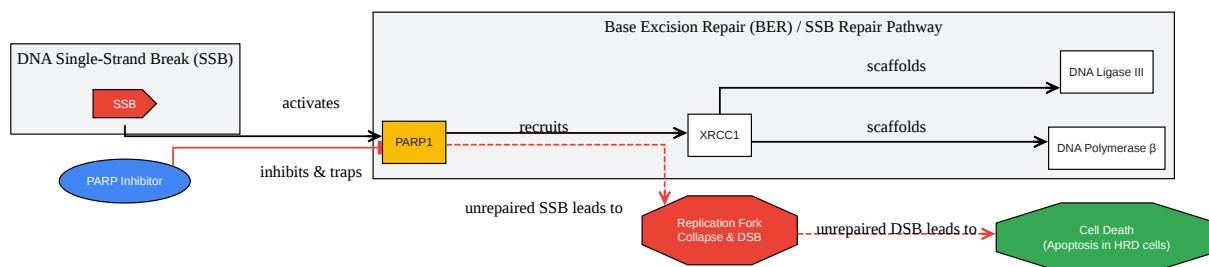 Base Excision Repair (BER) / SSB Repair Pathway
DNA Single-Strand Break (SSB)
scaffolds
DNA Ligase III
SSB
activates
recruits
scaffolds
PARP1
XRCC1
DNA Polymerase β
PARP Inhibitor
inhibits & traps
unrepaired SSB leads to
Replication Fork
Collapse & DSB
unrepaired DSB leads to
Cell Death
(Apoptosis in HRD cells)